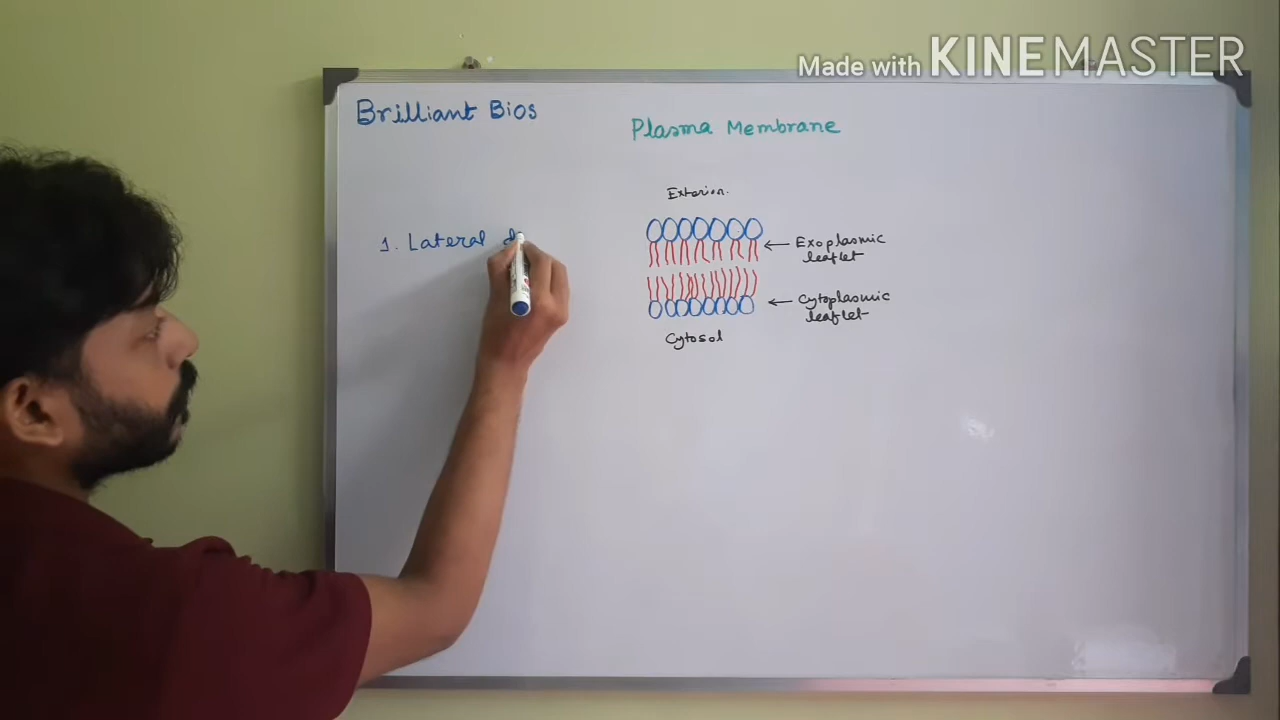 Made with KINEMASTER
Brilliant Bios
Plasma Membrane
Exterior.
1. Lateral d
Exoplasmic
leaflet
Cytoplasmic
leaflet
Cytosol